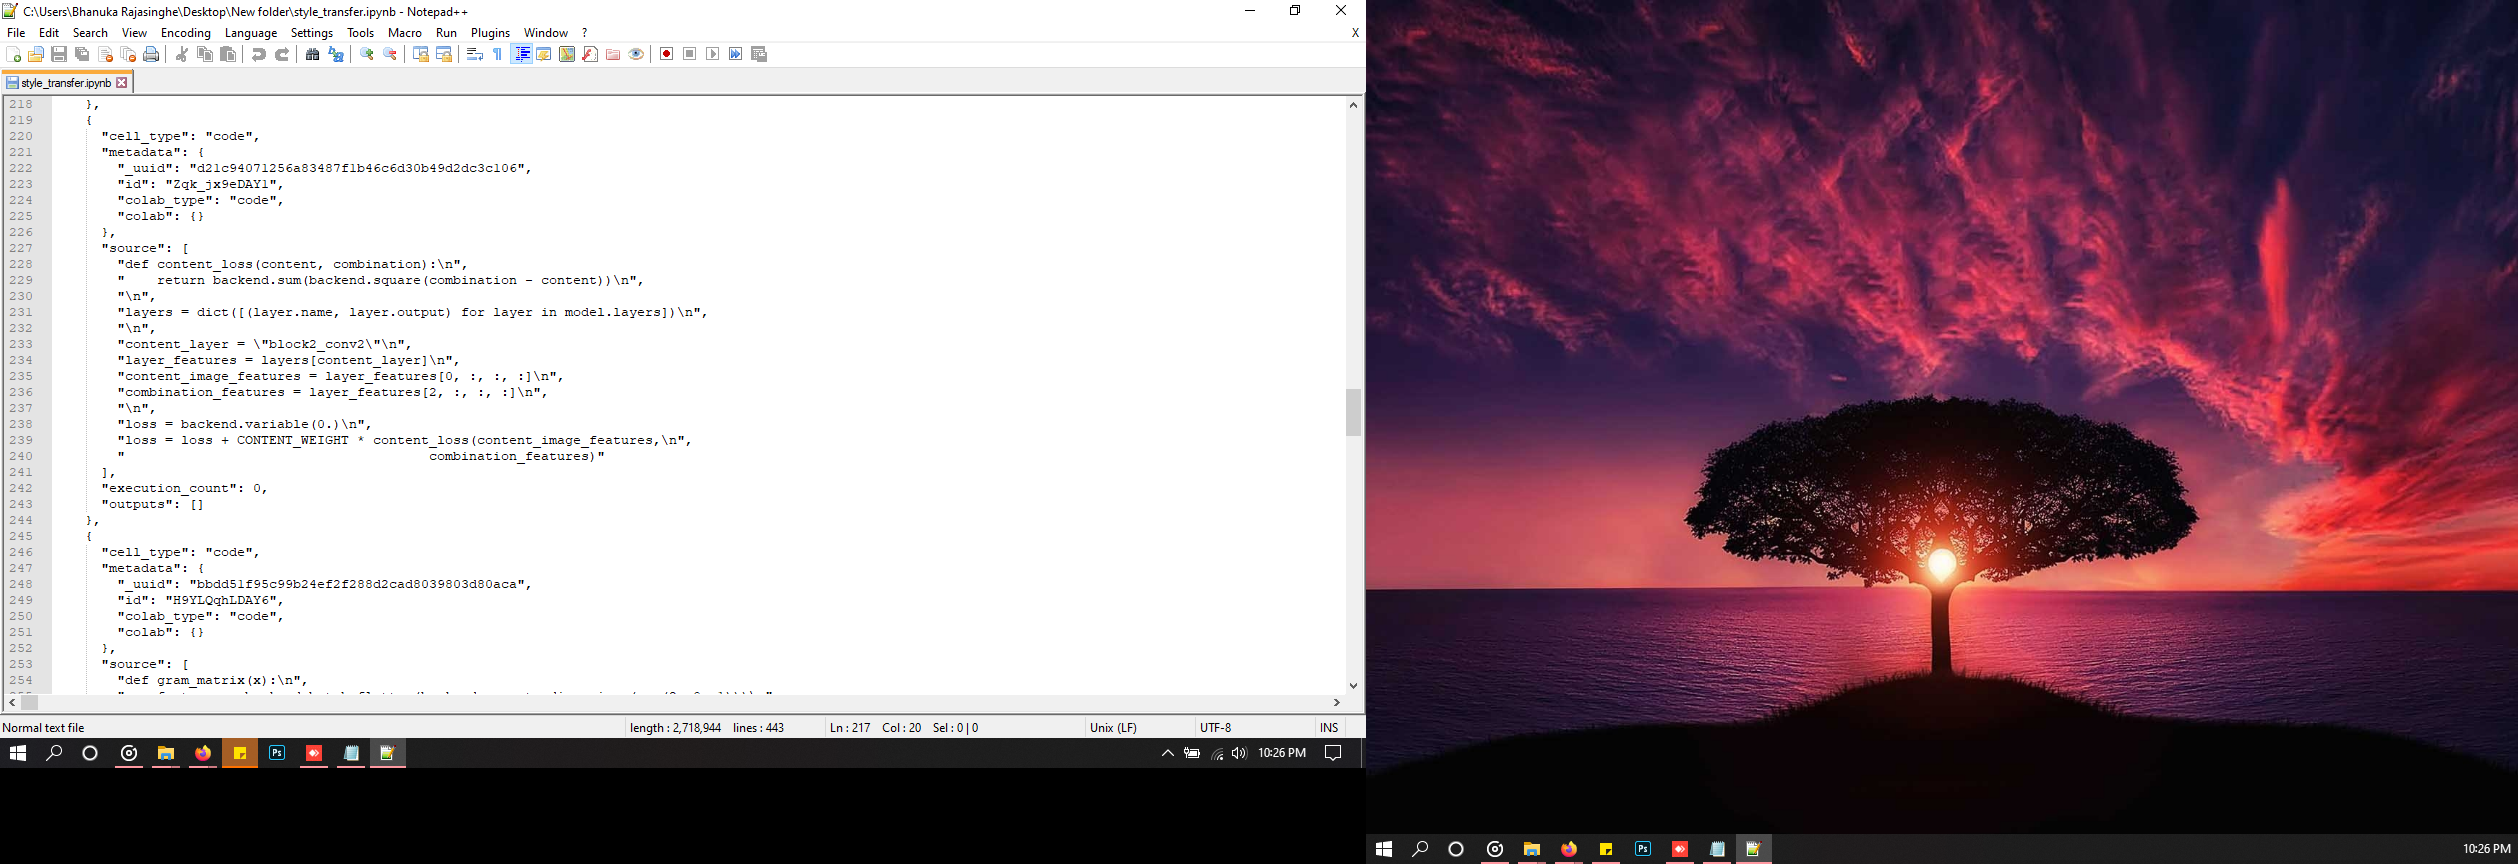 C:\Users\Bhanuka Rajasinghe\Desktop\New folder\style_transfer.ipynb - Notepad++
File Edit Search View Encoding Language Settings Tools Macro Run Plugins Window ? X
style_transfer.ipynb
218 },
219 {
220 "cell_type": "code",
221 "metadata": {
222 "_uuid": "d21c94071256a83487f1b46c6d30b49d2dc3c106",
223 "id": "Zqk_jx9eDAY1",
224 "colab_type": "code",
225 "colab": {}
226 },
227 "source": [
228 "def content_loss(content, combination):\n",
229 "    return backend.sum(backend.square(combination - content))\n",
230 "\n",
231 "layers = dict([(layer.name, layer.output) for layer in model.layers])\n",
232 "\n",
233 "content_layer = \"block2_conv2\"\n",
234 "layer_features = layers[content_layer]\n",
235 "content_image_features = layer_features[0, :, :, :]\n",
236 "combination_features = layer_features[2, :, :, :]\n",
237 "\n",
238 "loss = backend.variable(0.)\n",
239 "loss = loss + CONTENT_WEIGHT * content_loss(content_image_features,\n",
240 "                                      combination_features)"
241 ],
242 "execution_count": 0,
243 "outputs": []
244 },
245 {
246 "cell_type": "code",
247 "metadata": {
248 "_uuid": "bbdd51f95c99b24ef2f288d2cad8039803d80aca",
249 "id": "H9YLQqhLDAY6",
250 "colab_type": "code",
251 "colab": {}
252 },
253 "source": [
254 "def gram_matrix(x):\n",
Normal text file length : 2,718,944 lines : 443 Ln : 217 Col : 20 Sel : 0 | 0 Unix (LF) UTF-8 INS
Ps 10:26 PM
Ps 10:26 PM